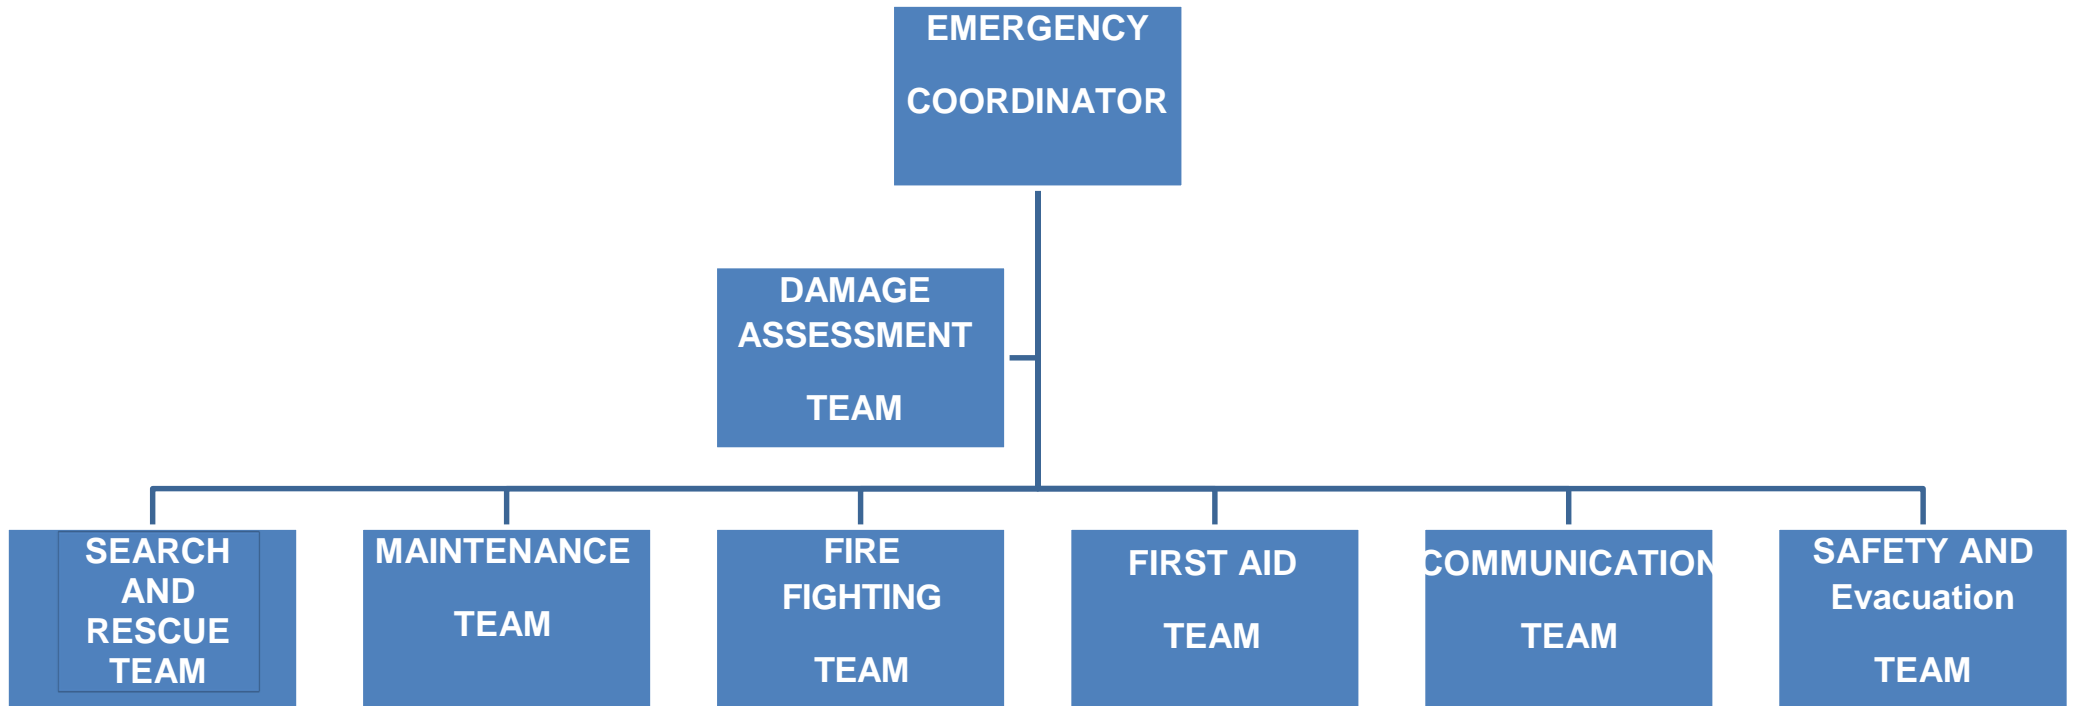 EMERGENCY
COORDINATOR
DAMAGE
ASSESSMENT
TEAM
SEARCH
AND
RESCUE
TEAM
MAINTENANCE
TEAM
FIRE
FIGHTING
TEAM
FIRST AID
TEAM
COMMUNICATION
TEAM
SAFETY AND
Evacuation
TEAM